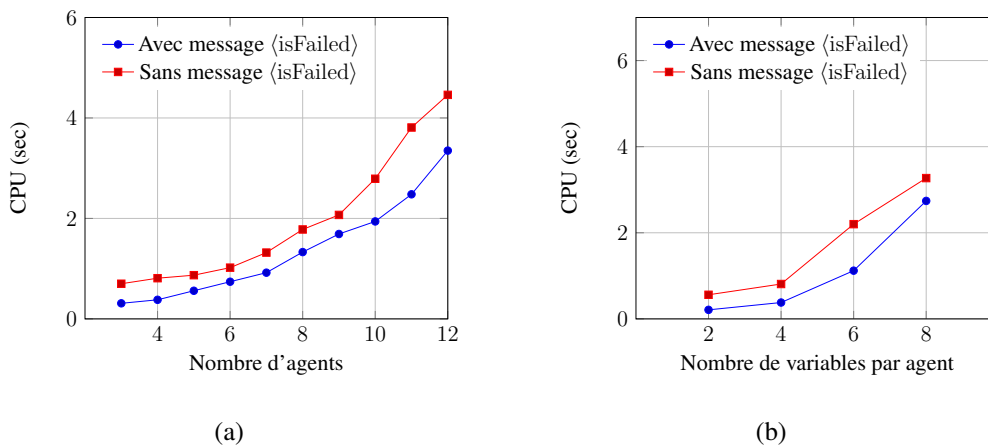 6
4
2
0
4
6
8
10
12
CPU (sec)
Nombre d'agents
Avec message ⟨isFailed⟩
Sans message ⟨isFailed⟩
(a)
6
4
2
0
2
4
6
8
CPU (sec)
Nombre de variables par agent
Avec message ⟨isFailed⟩
Sans message ⟨isFailed⟩
(b)